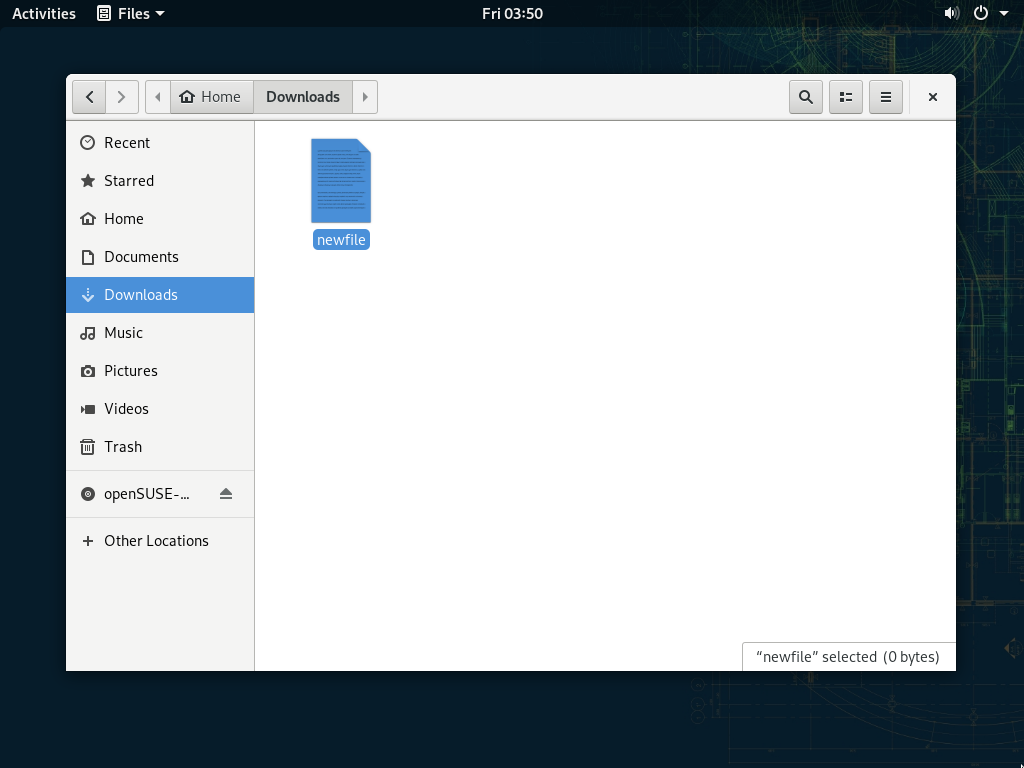 Activities Files Fri 03:50
Home Downloads
Recent
Starred
Home
Documents
Downloads
Music
Pictures
Videos
Trash
openSUSE-...
Other Locations
newfile
“newfile” selected (0 bytes)